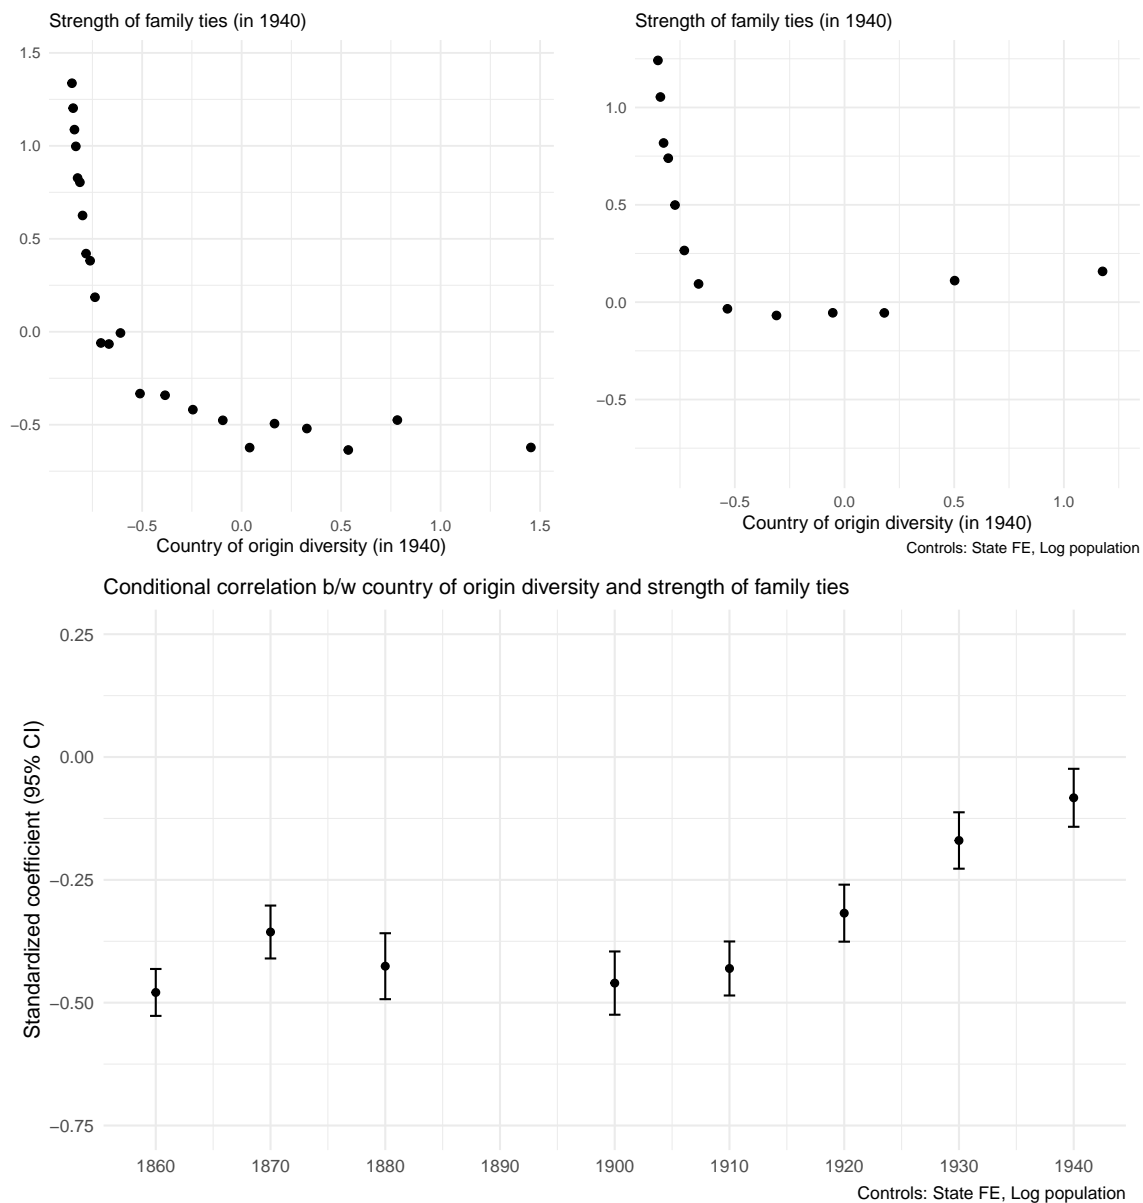 Strength of family ties (in 1940)
1.5
1.0
0.5
0.0
−0.5
−0.5 0.0 0.5 1.0 1.5
Country of origin diversity (in 1940)
Strength of family ties (in 1940)
1.0
0.5
0.0
−0.5
−0.5 0.0 0.5 1.0
Country of origin diversity (in 1940)
Controls: State FE, Log population
Conditional correlation b/w country of origin diversity and strength of family ties
Standardized coefficient (95% CI)
0.25
0.00
−0.25
−0.50
−0.75
1860 1870 1880 1890 1900 1910 1920 1930 1940
Controls: State FE, Log population